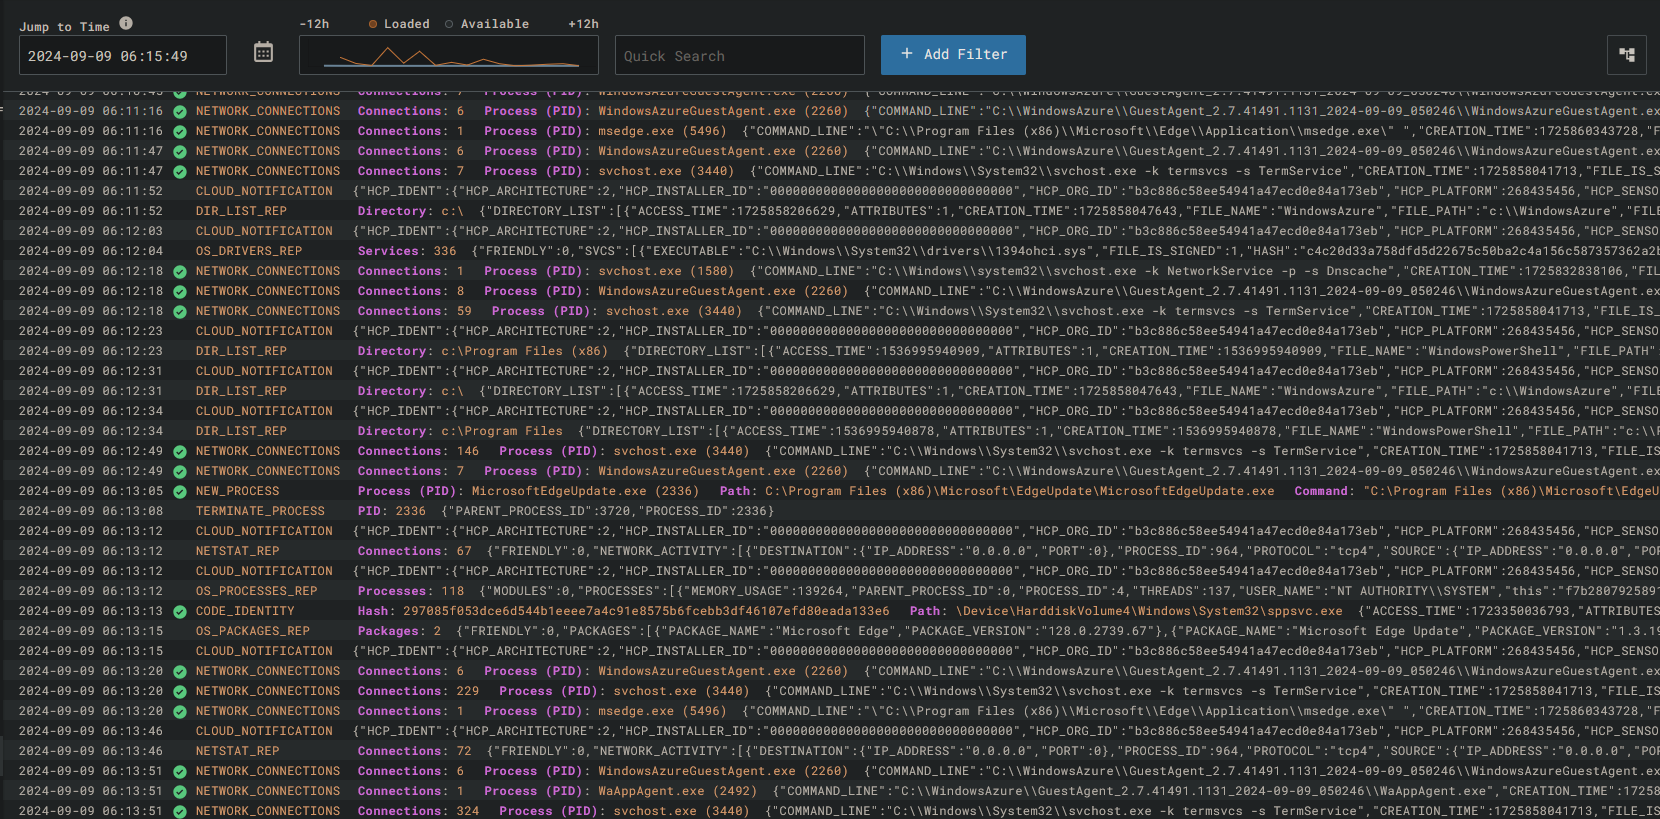 Jump to Time
-12h Loaded Available +12h
2024-09-09 06:15:49
Quick Search
+ Add Filter
2024-09-09 06:11:16 NETWORK_CONNECTIONS Connections: 6 Process (PID): WindowsAzureGuestAgent.exe (2260) {"COMMAND_LINE":"C:\\WindowsAzure\\GuestAgent_2.7.41491.1131_2024-09-09_050246\\WindowsAzureGuestAgent.ex
2024-09-09 06:11:16 NETWORK_CONNECTIONS Connections: 1 Process (PID): msedge.exe (5496) {"COMMAND_LINE":"\"C:\\Program Files (x86)\\Microsoft\\Edge\\Application\\msedge.exe\" ","CREATION_TIME":1725860343728,"F
2024-09-09 06:11:47 NETWORK_CONNECTIONS Connections: 6 Process (PID): WindowsAzureGuestAgent.exe (2260) {"COMMAND_LINE":"C:\\WindowsAzure\\GuestAgent_2.7.41491.1131_2024-09-09_050246\\WindowsAzureGuestAgent.ex
2024-09-09 06:11:47 NETWORK_CONNECTIONS Connections: 7 Process (PID): svchost.exe (3440) {"COMMAND_LINE":"C:\\Windows\\System32\\svchost.exe -k termsvcs -s TermService","CREATION_TIME":1725858041713,"FILE_IS_S
2024-09-09 06:11:52 CLOUD_NOTIFICATION {"HCP_IDENT":{"HCP_ARCHITECTURE":2,"HCP_INSTALLER_ID":"00000000000000000000000000000000","HCP_ORG_ID":"b3c886c58ee54941a47ecd0e84a173eb","HCP_PLATFORM":268435456,"HCP_SENSO
2024-09-09 06:11:52 DIR_LIST_REP Directory: c:\ {"DIRECTORY_LIST":[{"ACCESS_TIME":1725858206629,"ATTRIBUTES":1,"CREATION_TIME":1725858047643,"FILE_NAME":"WindowsAzure","FILE_PATH":"c:\\WindowsAzure","FILE
2024-09-09 06:12:03 CLOUD_NOTIFICATION {"HCP_IDENT":{"HCP_ARCHITECTURE":2,"HCP_INSTALLER_ID":"00000000000000000000000000000000","HCP_ORG_ID":"b3c886c58ee54941a47ecd0e84a173eb","HCP_PLATFORM":268435456,"HCP_SENSO
2024-09-09 06:12:04 OS_DRIVERS_REP Services: 336 {"FRIENDLY":0,"SVCS":[{"EXECUTABLE":"C:\\Windows\\System32\\drivers\\1394ohci.sys","FILE_IS_SIGNED":1,"HASH":"c4c20d33a758dfd5d22675c50ba2c4a156c587357362a2b
2024-09-09 06:12:18 NETWORK_CONNECTIONS Connections: 1 Process (PID): svchost.exe (1580) {"COMMAND_LINE":"C:\\Windows\\system32\\svchost.exe -k NetworkService -p -s Dnscache","CREATION_TIME":1725832838106,"FIL
2024-09-09 06:12:18 NETWORK_CONNECTIONS Connections: 8 Process (PID): WindowsAzureGuestAgent.exe (2260) {"COMMAND_LINE":"C:\\WindowsAzure\\GuestAgent_2.7.41491.1131_2024-09-09_050246\\WindowsAzureGuestAgent.ex
2024-09-09 06:12:18 NETWORK_CONNECTIONS Connections: 59 Process (PID): svchost.exe (3440) {"COMMAND_LINE":"C:\\Windows\\System32\\svchost.exe -k termsvcs -s TermService","CREATION_TIME":1725858041713,"FILE_IS_
2024-09-09 06:12:23 CLOUD_NOTIFICATION {"HCP_IDENT":{"HCP_ARCHITECTURE":2,"HCP_INSTALLER_ID":"00000000000000000000000000000000","HCP_ORG_ID":"b3c886c58ee54941a47ecd0e84a173eb","HCP_PLATFORM":268435456,"HCP_SENSO
2024-09-09 06:12:23 DIR_LIST_REP Directory: c:\Program Files (x86) {"DIRECTORY_LIST":[{"ACCESS_TIME":1536995940909,"ATTRIBUTES":1,"CREATION_TIME":1536995940909,"FILE_NAME":"WindowsPowerShell","FILE_PATH"
2024-09-09 06:12:31 CLOUD_NOTIFICATION {"HCP_IDENT":{"HCP_ARCHITECTURE":2,"HCP_INSTALLER_ID":"00000000000000000000000000000000","HCP_ORG_ID":"b3c886c58ee54941a47ecd0e84a173eb","HCP_PLATFORM":268435456,"HCP_SENSO
2024-09-09 06:12:31 DIR_LIST_REP Directory: c:\ {"DIRECTORY_LIST":[{"ACCESS_TIME":1725858206629,"ATTRIBUTES":1,"CREATION_TIME":1725858047643,"FILE_NAME":"WindowsAzure","FILE_PATH":"c:\\WindowsAzure","FILE
2024-09-09 06:12:34 CLOUD_NOTIFICATION {"HCP_IDENT":{"HCP_ARCHITECTURE":2,"HCP_INSTALLER_ID":"00000000000000000000000000000000","HCP_ORG_ID":"b3c886c58ee54941a47ecd0e84a173eb","HCP_PLATFORM":268435456,"HCP_SENSO
2024-09-09 06:12:34 DIR_LIST_REP Directory: c:\Program Files {"DIRECTORY_LIST":[{"ACCESS_TIME":1536995940878,"ATTRIBUTES":1,"CREATION_TIME":1536995940878,"FILE_NAME":"WindowsPowerShell","FILE_PATH":"c:\\P
2024-09-09 06:12:49 NETWORK_CONNECTIONS Connections: 146 Process (PID): svchost.exe (3440) {"COMMAND_LINE":"C:\\Windows\\System32\\svchost.exe -k termsvcs -s TermService","CREATION_TIME":1725858041713,"FILE_IS
2024-09-09 06:12:49 NETWORK_CONNECTIONS Connections: 7 Process (PID): WindowsAzureGuestAgent.exe (2260) {"COMMAND_LINE":"C:\\WindowsAzure\\GuestAgent_2.7.41491.1131_2024-09-09_050246\\WindowsAzureGuestAgent.ex
2024-09-09 06:13:05 NEW_PROCESS Process (PID): MicrosoftEdgeUpdate.exe (2336) Path: C:\Program Files (x86)\Microsoft\EdgeUpdate\MicrosoftEdgeUpdate.exe Command: "C:\Program Files (x86)\Microsoft\EdgeU
2024-09-09 06:13:08 TERMINATE_PROCESS PID: 2336 {"PARENT_PROCESS_ID":3720,"PROCESS_ID":2336}
2024-09-09 06:13:12 CLOUD_NOTIFICATION {"HCP_IDENT":{"HCP_ARCHITECTURE":2,"HCP_INSTALLER_ID":"00000000000000000000000000000000","HCP_ORG_ID":"b3c886c58ee54941a47ecd0e84a173eb","HCP_PLATFORM":268435456,"HCP_SENSO
2024-09-09 06:13:12 NETSTAT_REP Connections: 67 {"FRIENDLY":0,"NETWORK_ACTIVITY":[{"DESTINATION":{"IP_ADDRESS":"0.0.0.0","PORT":0},"PROCESS_ID":964,"PROTOCOL":"tcp4","SOURCE":{"IP_ADDRESS":"0.0.0.0","POR
2024-09-09 06:13:12 CLOUD_NOTIFICATION {"HCP_IDENT":{"HCP_ARCHITECTURE":2,"HCP_INSTALLER_ID":"00000000000000000000000000000000","HCP_ORG_ID":"b3c886c58ee54941a47ecd0e84a173eb","HCP_PLATFORM":268435456,"HCP_SENSO
2024-09-09 06:13:12 OS_PROCESSES_REP Processes: 118 {"MODULES":0,"PROCESSES":[{"MEMORY_USAGE":139264,"PARENT_PROCESS_ID":0,"PROCESS_ID":4,"THREADS":137,"USER_NAME":"NT AUTHORITY\\SYSTEM","this":"f7b2807925891
2024-09-09 06:13:13 CODE_IDENTITY Hash: 297085f053dce6d544b1eeee7a4c91e8575b6fcebb3df46107efd80eada133e6 Path: \Device\HarddiskVolume4\Windows\System32\sppsvc.exe {"ACCESS_TIME":1723350036793,"ATTRIBUTES
2024-09-09 06:13:15 OS_PACKAGES_REP Packages: 2 {"FRIENDLY":0,"PACKAGES":[{"PACKAGE_NAME":"Microsoft Edge","PACKAGE_VERSION":"128.0.2739.67"},{"PACKAGE_NAME":"Microsoft Edge Update","PACKAGE_VERSION":"1.3.19
2024-09-09 06:13:15 CLOUD_NOTIFICATION {"HCP_IDENT":{"HCP_ARCHITECTURE":2,"HCP_INSTALLER_ID":"00000000000000000000000000000000","HCP_ORG_ID":"b3c886c58ee54941a47ecd0e84a173eb","HCP_PLATFORM":268435456,"HCP_SENSO
2024-09-09 06:13:20 NETWORK_CONNECTIONS Connections: 6 Process (PID): WindowsAzureGuestAgent.exe (2260) {"COMMAND_LINE":"C:\\WindowsAzure\\GuestAgent_2.7.41491.1131_2024-09-09_050246\\WindowsAzureGuestAgent.ex
2024-09-09 06:13:20 NETWORK_CONNECTIONS Connections: 229 Process (PID): svchost.exe (3440) {"COMMAND_LINE":"C:\\Windows\\System32\\svchost.exe -k termsvcs -s TermService","CREATION_TIME":1725858041713,"FILE_IS
2024-09-09 06:13:20 NETWORK_CONNECTIONS Connections: 1 Process (PID): msedge.exe (5496) {"COMMAND_LINE":"\"C:\\Program Files (x86)\\Microsoft\\Edge\\Application\\msedge.exe\" ","CREATION_TIME":1725860343728,"F
2024-09-09 06:13:46 CLOUD_NOTIFICATION {"HCP_IDENT":{"HCP_ARCHITECTURE":2,"HCP_INSTALLER_ID":"00000000000000000000000000000000","HCP_ORG_ID":"b3c886c58ee54941a47ecd0e84a173eb","HCP_PLATFORM":268435456,"HCP_SENSO
2024-09-09 06:13:46 NETSTAT_REP Connections: 72 {"FRIENDLY":0,"NETWORK_ACTIVITY":[{"DESTINATION":{"IP_ADDRESS":"0.0.0.0","PORT":0},"PROCESS_ID":964,"PROTOCOL":"tcp4","SOURCE":{"IP_ADDRESS":"0.0.0.0","POR
2024-09-09 06:13:51 NETWORK_CONNECTIONS Connections: 6 Process (PID): WindowsAzureGuestAgent.exe (2260) {"COMMAND_LINE":"C:\\WindowsAzure\\GuestAgent_2.7.41491.1131_2024-09-09_050246\\WindowsAzureGuestAgent.ex
2024-09-09 06:13:51 NETWORK_CONNECTIONS Connections: 1 Process (PID): WaAppAgent.exe (2492) {"COMMAND_LINE":"C:\\WindowsAzure\\GuestAgent_2.7.41491.1131_2024-09-09_050246\\WaAppAgent.exe","CREATION_TIME":17258
2024-09-09 06:13:51 NETWORK_CONNECTIONS Connections: 324 Process (PID): svchost.exe (3440) {"COMMAND_LINE":"C:\\Windows\\System32\\svchost.exe -k termsvcs -s TermService","CREATION_TIME":1725858041713,"FILE_IS